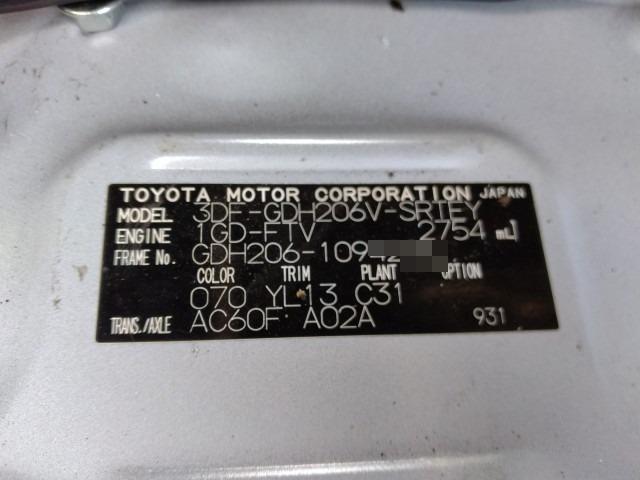 TOYOTA MOTOR CORPORATION JAPAN
MODEL 3DF-GDH206V-SRTEY
ENGINE 1GD-FTV 2754 mL
FRAME No. GDH206-109
COLOR TRIM PLANT OPTION
070 YL13 C31
TRANS./AXLE AC60F A02A 931